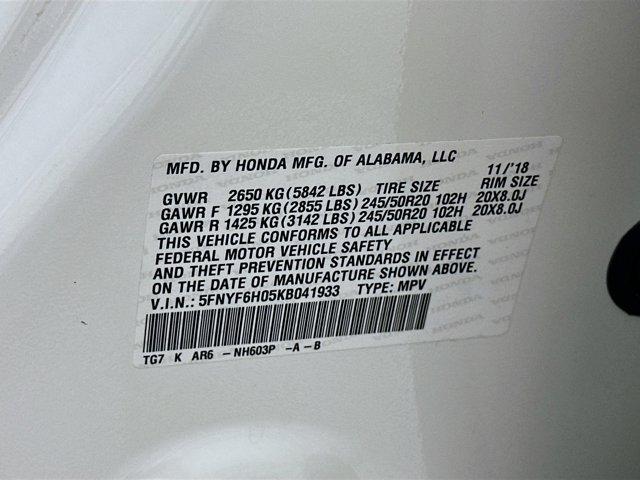 MFD. BY HONDA MFG. OF ALABAMA, LLC 11/'18
GVWR 2650 KG (5842 LBS) TIRE SIZE RIM SIZE
GAWR F 1295 KG (2855 LBS) 245/50R20 102H 20X8.0J
GAWR R 1425 KG (3142 LBS) 245/50R20 102H 20X8.0J
THIS VEHICLE CONFORMS TO ALL APPLICABLE
FEDERAL MOTOR VEHICLE SAFETY
AND THEFT PREVENTION STANDARDS IN EFFECT
ON THE DATE OF MANUFACTURE SHOWN ABOVE.
V.I.N.: 5FNYF6H05KB041933 TYPE: MPV
TG7 K AR6 -NH603P -A-B